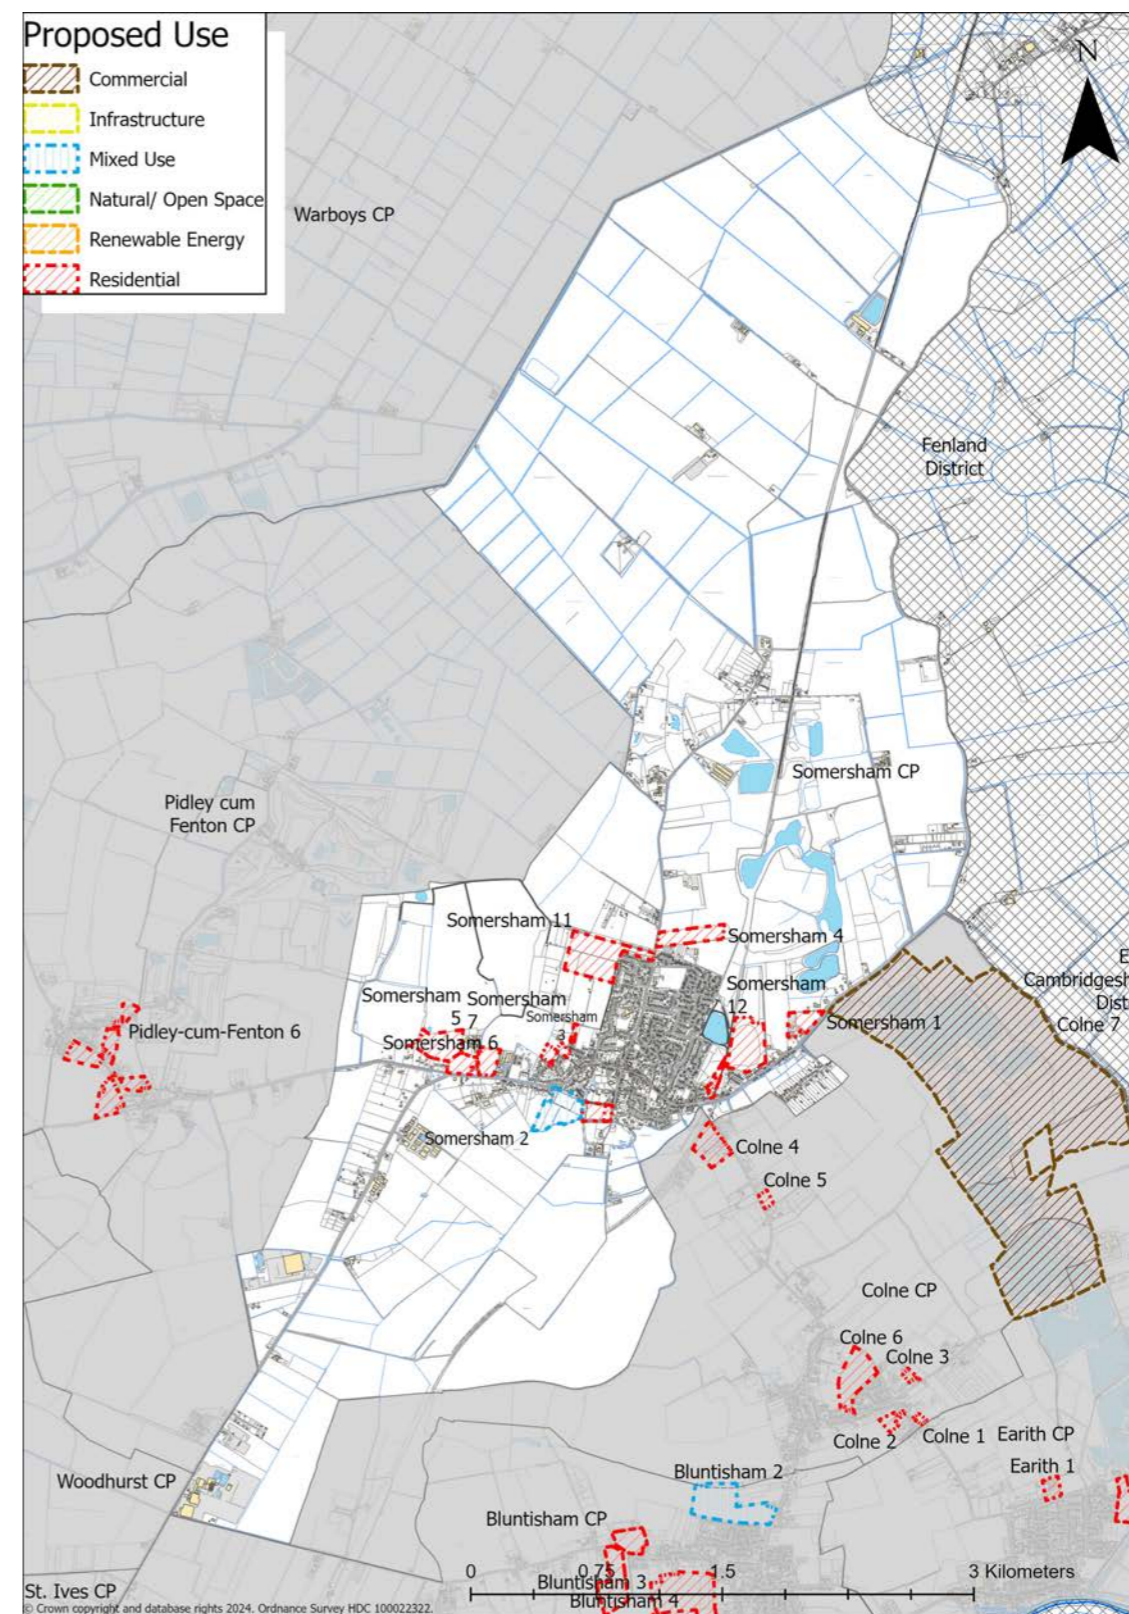 Proposed Use
Commercial
Infrastructure
Mixed Use
Natural/ Open Space
Renewable Energy
Residential
N
Warboys CP
Fenland
District
Somersham CP
Pidley cum
Fenton CP
Somersham 11
Somersham 4
Somersham
12
Somersham
5
Somersham
7
Somersham
3
Somersham 6
Somersham 1
E
Cambridgesh
Dist
Colne 7
Pidley-cum-Fenton 6
Somersham 2
Colne 4
Colne 5
Colne CP
Colne 6
Colne 3
Colne 2
Colne 1
Earith CP
Earith 1
Woodhurst CP
Bluntisham 2
Bluntisham CP
0 0.75 1.5 3 Kilometers
Bluntisham 3
Bluntisham 4
St. Ives CP
© Crown copyright and database rights 2024. Ordnance Survey HDC 100022322.